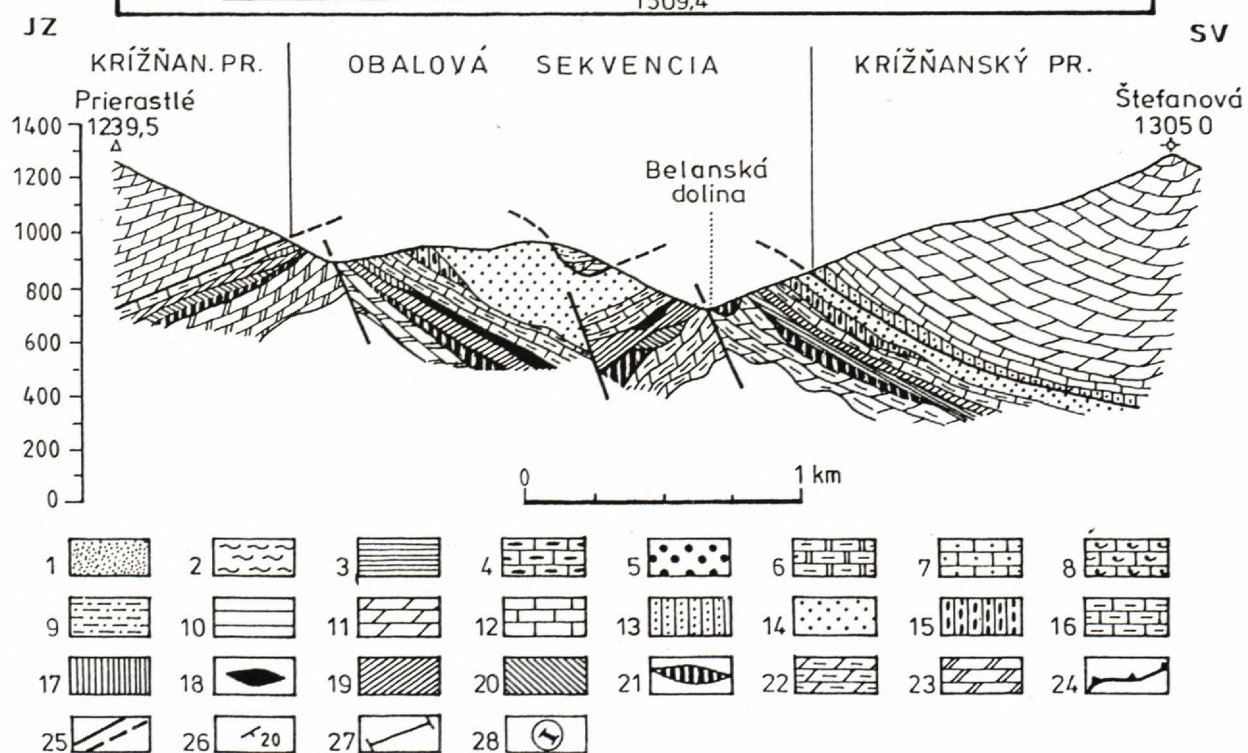 1309,4
JZ
SV
KRÍŽŇAN. PR.
OBALOVÁ SEKVENCIA
KRÍŽŇANSKÝ PR.
Prierastlé
1239,5
Štefanová
1305 0
Belanská
dolina
1400
1200
1000
800
600
400
200
0
0 1 km
1 2 3 4 5 6 7 8
9 10 11 12 13 14 15 16
17 18 19 20 21 22 23 24
25 26 20 27 28